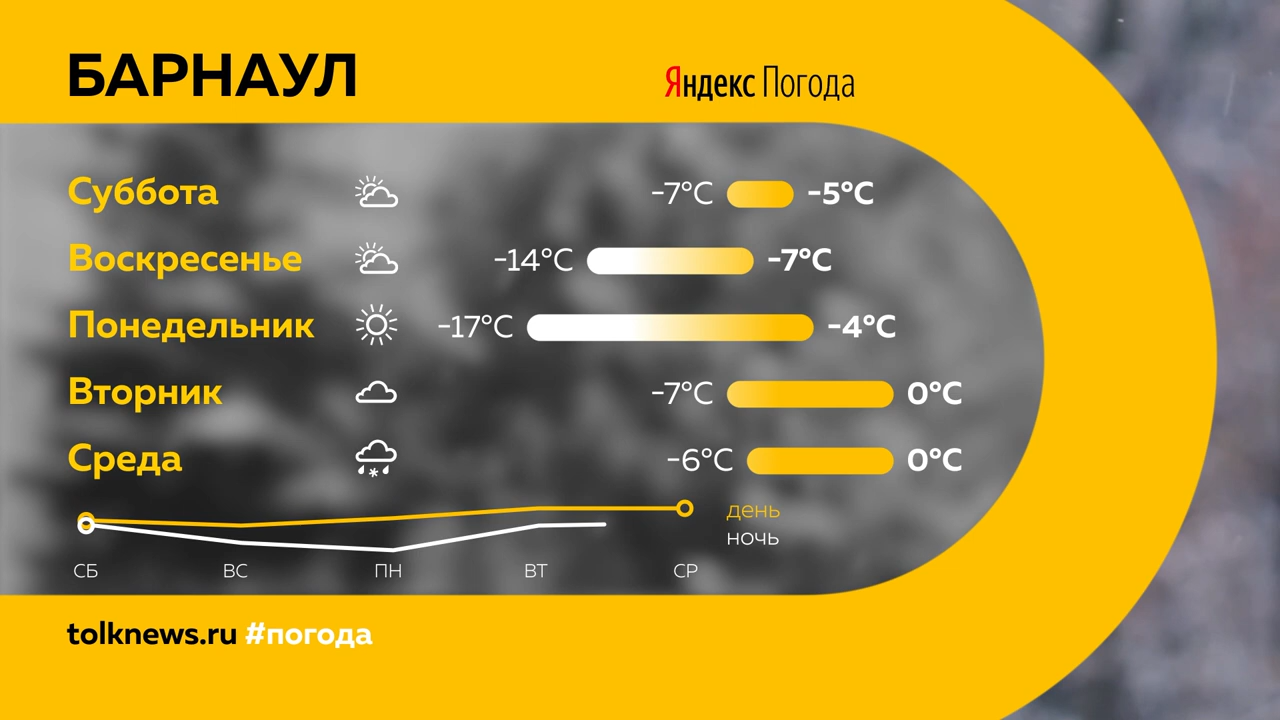 БАРНАУЛ
Яндекс Погода
Суббота -7°C -5°C
Воскресенье -14°C -7°C
Понедельник -17°C -4°C
Вторник -7°C 0°C
Среда -6°C 0°C
день
ночь
СБ ВС ПН ВТ СР
tolknews.ru #погода